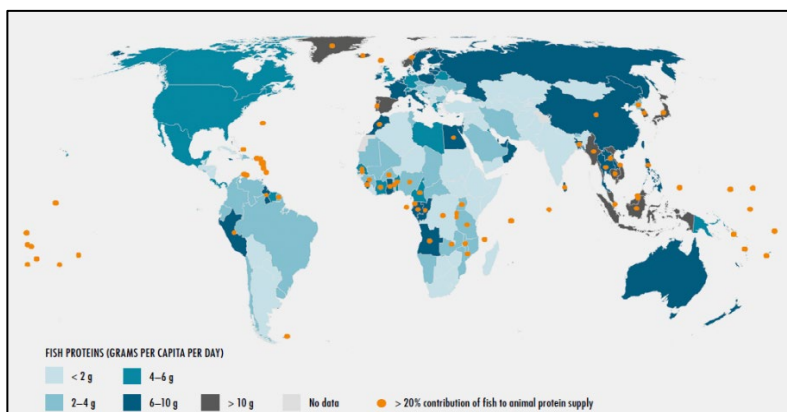 FISH PROTEINS (GRAMS PER CAPITA PER DAY)
< 2 g
4–6 g
2–4 g
6–10 g
> 10 g
No data
> 20% contribution of fish to animal protein supply